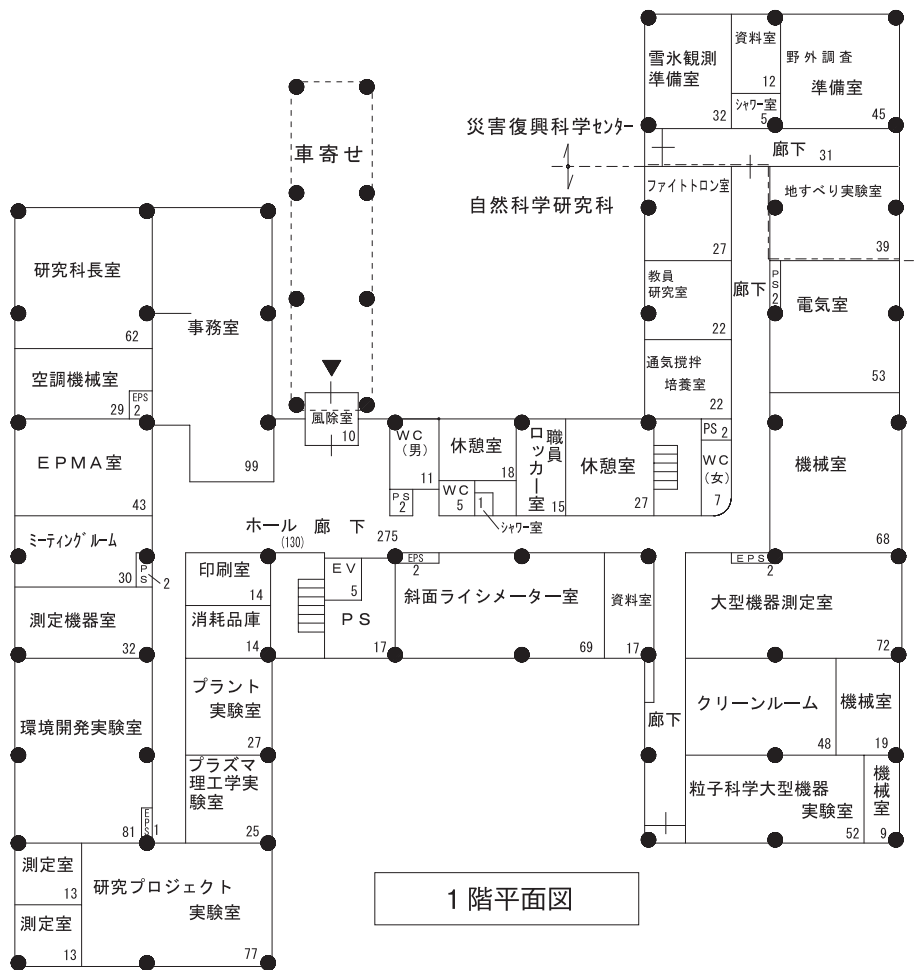 雪氷観測
準備室
32
資料室
12
シャワー室
5
野外調査
準備室
45
災害復興科学センター
自然科学研究科
廊下
31
車寄せ
ファイトトロン室
27
地すべり実験室
39
教員
研究室
22
廊下
PS
2
電気室
53
通気撹拌
培養室
22
研究科長室
62
事務室
99
空調機械室
29
EPS
2
風除室
10
EPMA室
43
WC
(男)
11
PS
2
休憩室
18
WC
5
1
シャワー室
職員
ロッカー室
15
休憩室
27
PS 2
WC
(女)
7
機械室
68
ホール
(130)
廊下
275
ミーティングルーム
30
PS
2
測定機器室
32
印刷室
14
消耗品庫
14
EV
5
PS
17
EPS
2
斜面ライシメーター室
69
資料室
17
EPS
2
大型機器測定室
72
環境開発実験室
81
EPS
1
プラント
実験室
27
プラズマ
理工学実
験室
25
廊下
クリーンルーム
48
機械室
19
粒子科学大型機器
実験室
52
機械室
9
測定室
13
測定室
13
研究プロジェクト
実験室
77
1階平面図